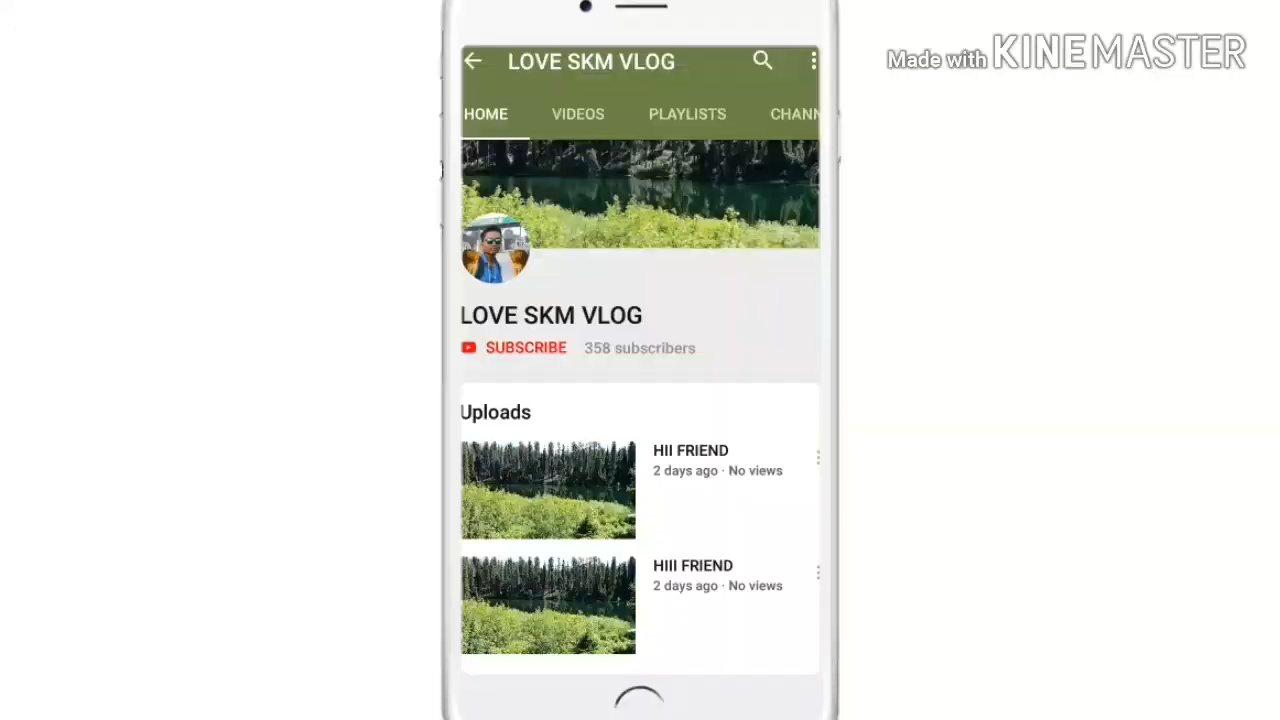 Made with KINEMASTER
LOVE SKM VLOG
HOME VIDEOS PLAYLISTS CHANN
LOVE SKM VLOG
SUBSCRIBE 358 subscribers
Uploads
HII FRIEND
2 days ago · No views
HIII FRIEND
2 days ago · No views